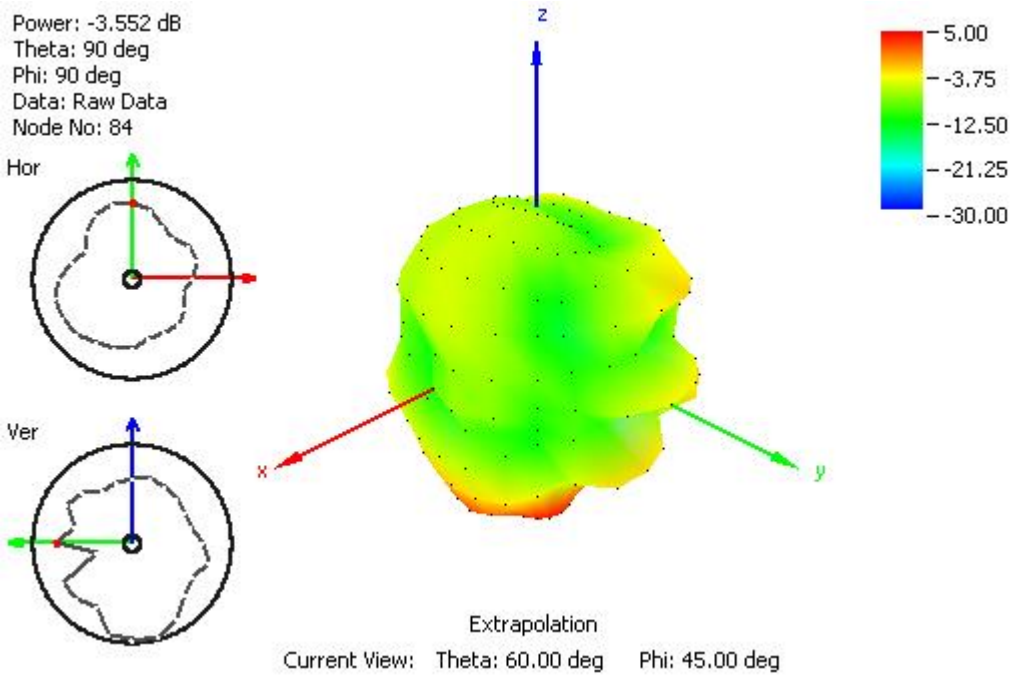 Power: -3.552 dB
Theta: 90 deg
Phi: 90 deg
Data: Raw Data
Node No: 84
Hor
Ver
z
x
y
5.00
-3.75
-12.50
-21.25
-30.00
Extrapolation
Current View: Theta: 60.00 deg Phi: 45.00 deg